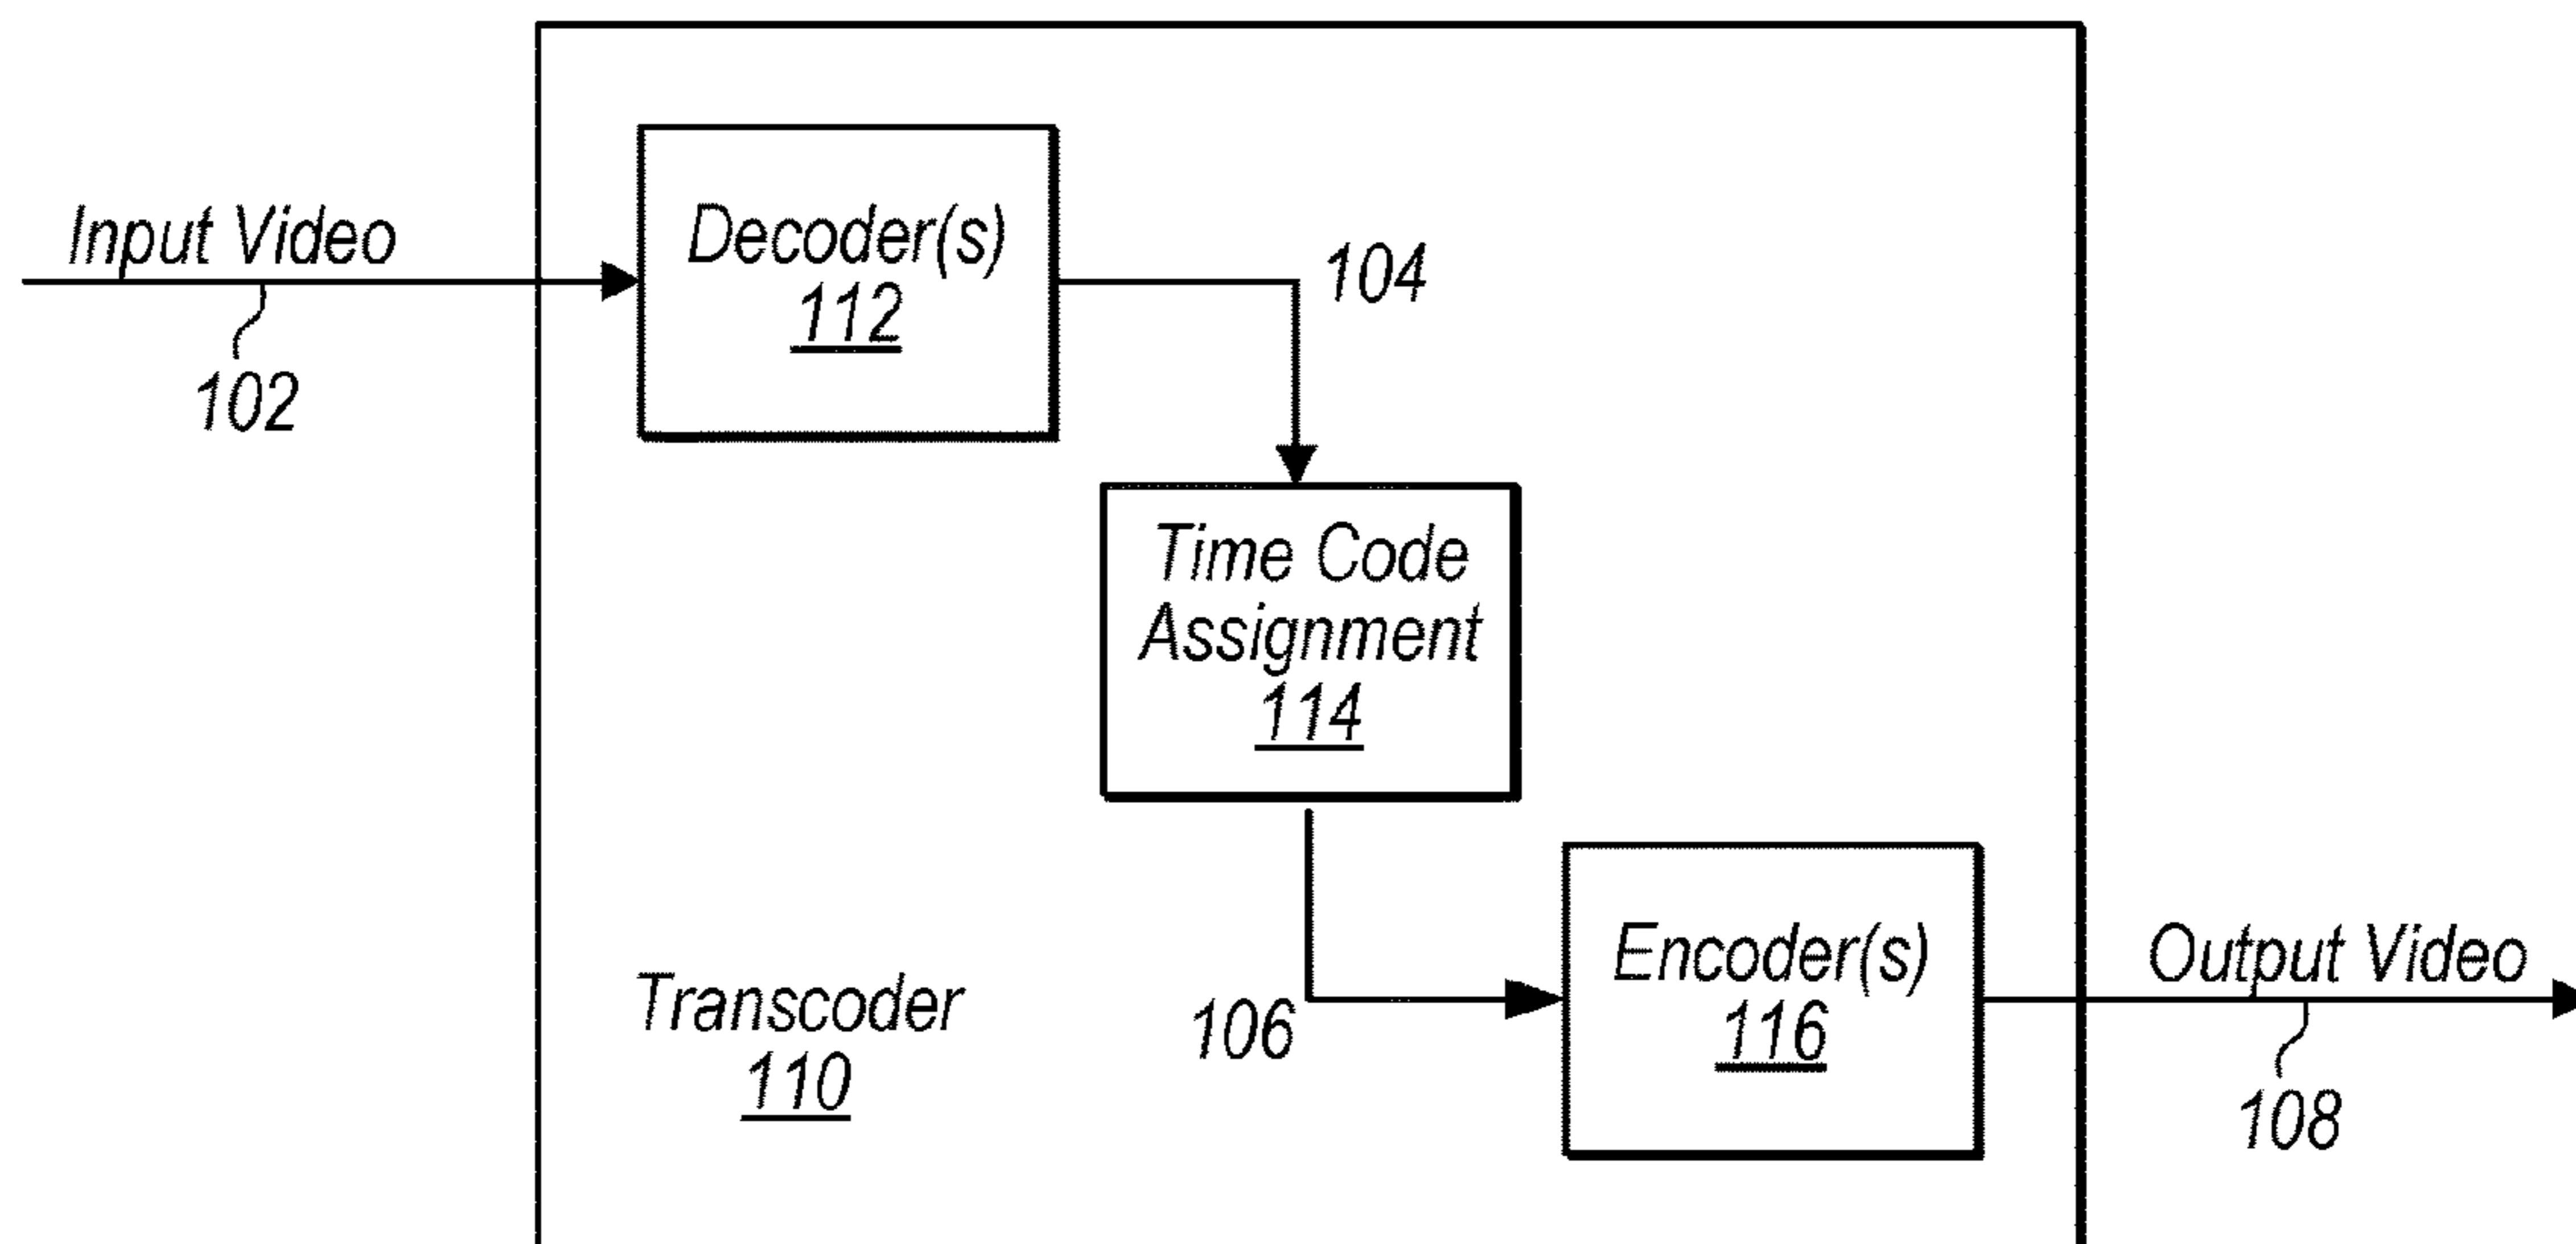 Input Video
102
Decoder(s)
112
104
Time Code
Assignment
114
106
Transcoder
110
Encoder(s)
116
Output Video
108